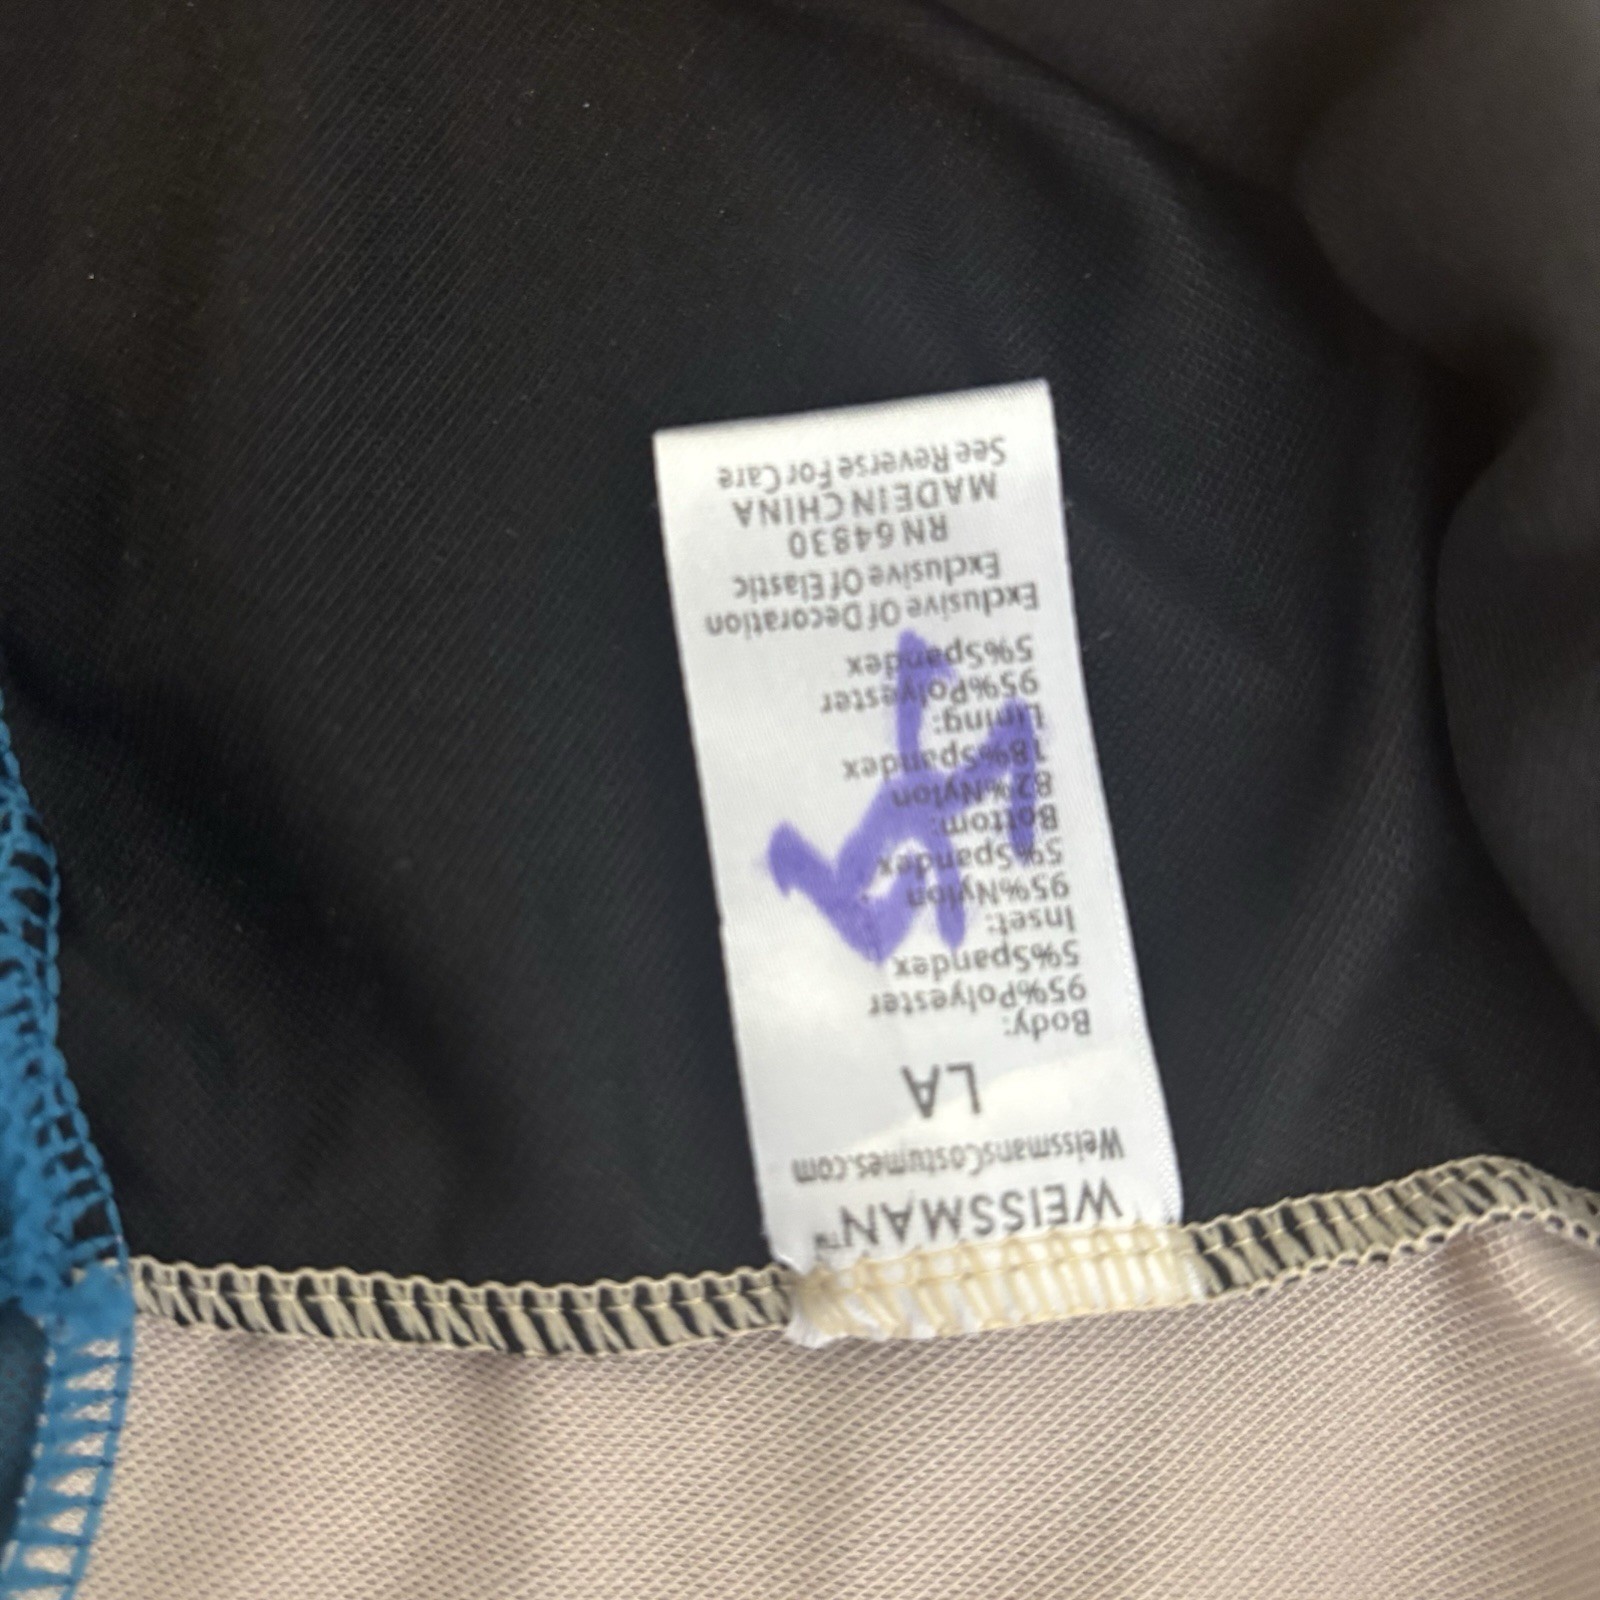 WEISSMAN™
WeissmansCostumes.com
LA
Body:
95%Polyester
5%Spandex
Inset:
95%Nylon
5%Spandex
Bottom:
82%Nylon
18%Spandex
Lining:
95%Polyester
5%Spandex
Exclusive Of Decoration
Exclusive Of Elastic
RN 64830
MADE IN CHINA
See Reverse For Care